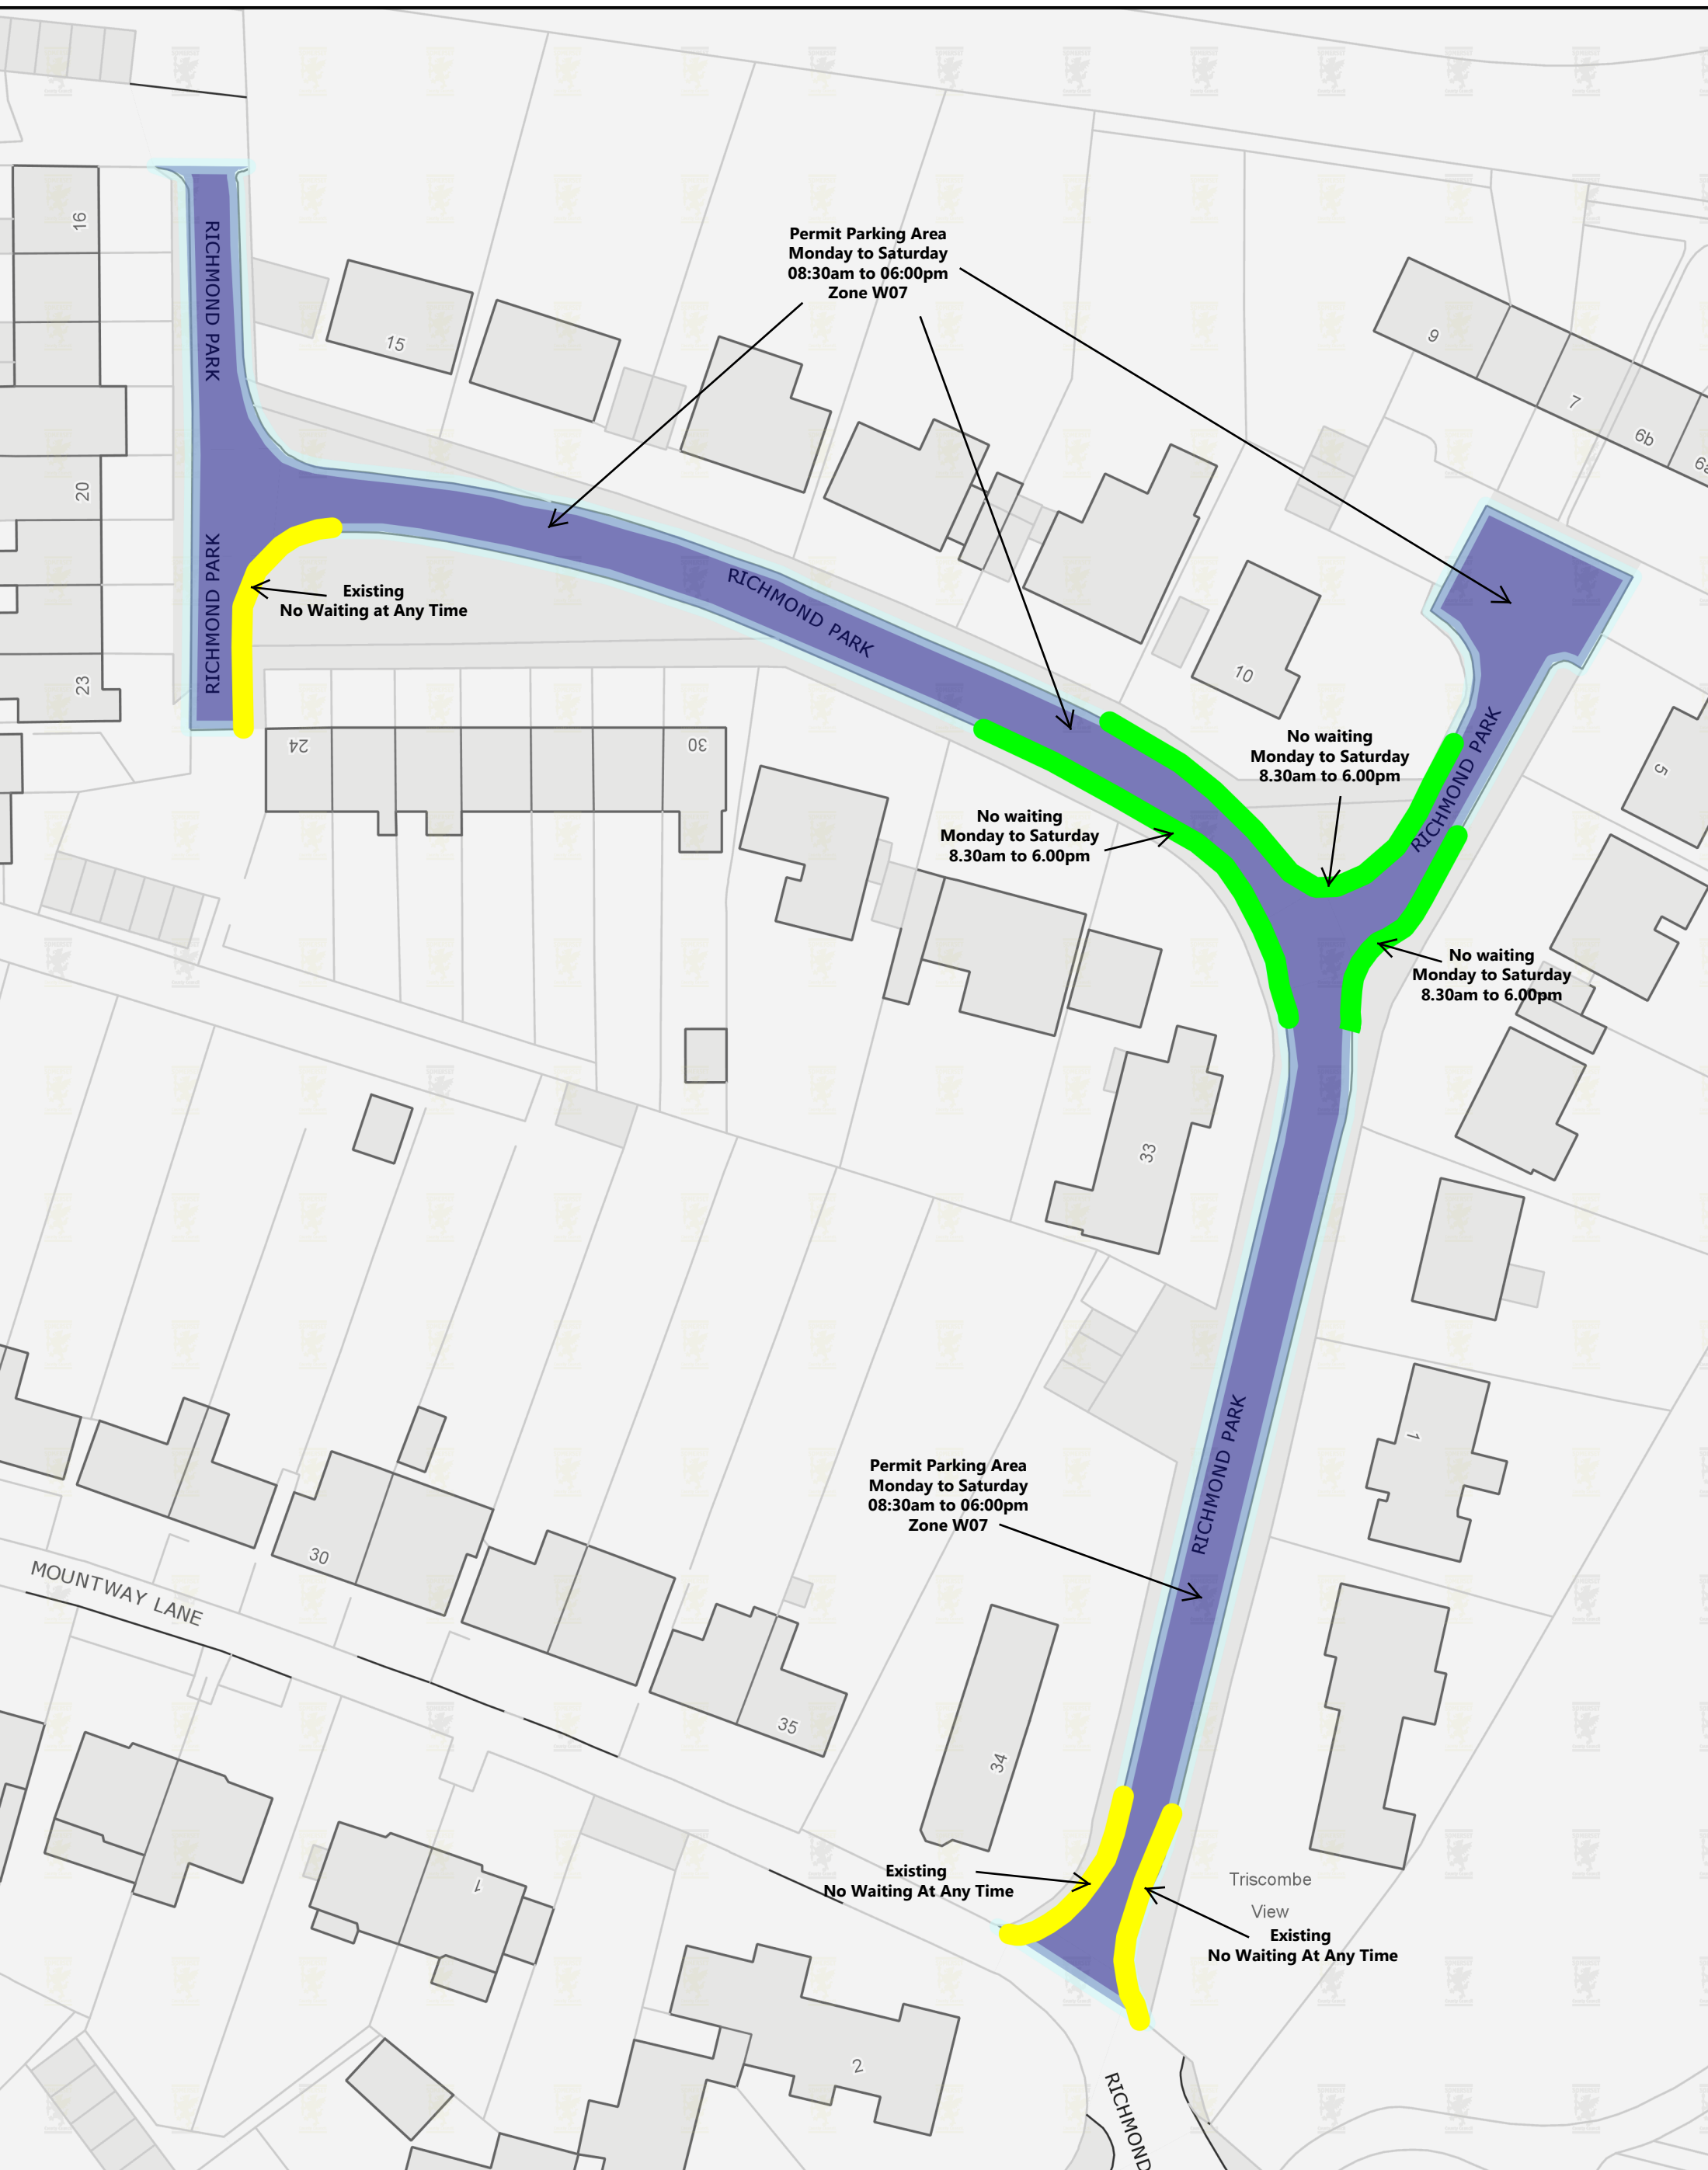 16
RICHMOND PARK
Permit Parking Area
Monday to Saturday
08:30am to 06:00pm
Zone W07
15
9
7
6b
20
RICHMOND PARK
Existing
No Waiting at Any Time
RICHMOND PARK
23
10
24
30
No waiting
Monday to Saturday
8.30am to 6.00pm
RICHMOND PARK
5
No waiting
Monday to Saturday
8.30am to 6.00pm
No waiting
Monday to Saturday
8.30am to 6.00pm
33
RICHMOND PARK
1
Permit Parking Area
Monday to Saturday
08:30am to 06:00pm
Zone W07
30
MOUNTWAY LANE
35
34
Existing
No Waiting At Any Time
Triscombe
View
Existing
No Waiting At Any Time
1
2
RICHMOND